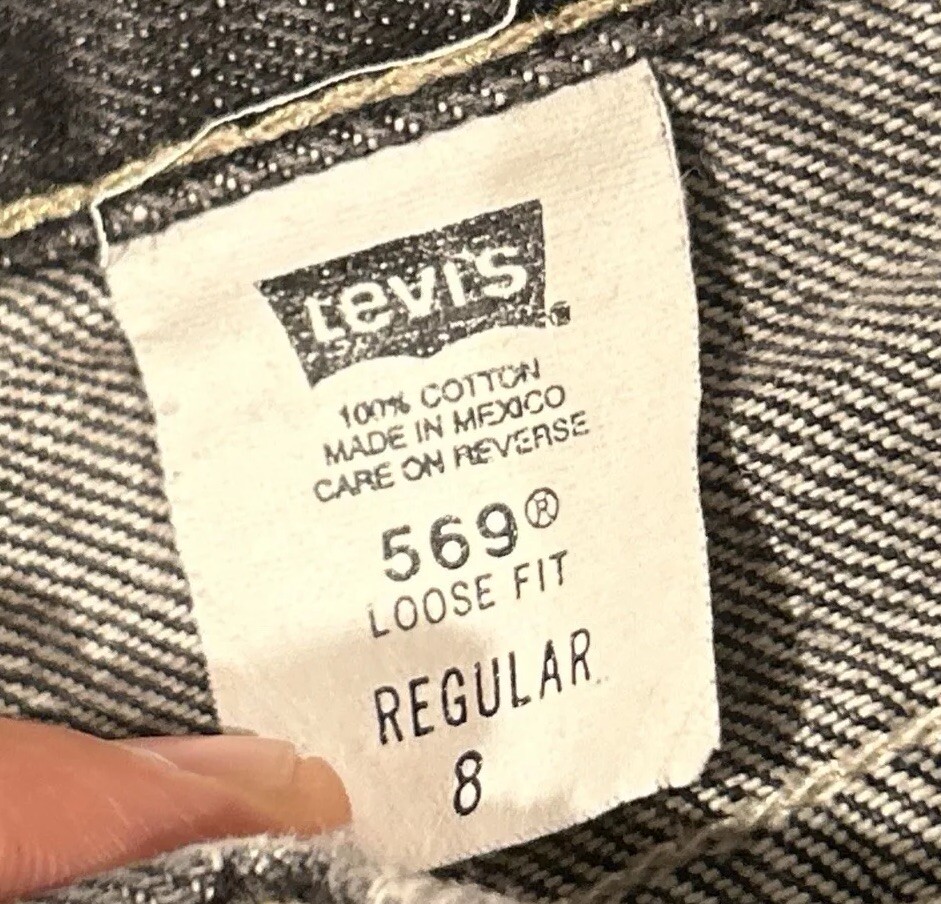 Levi's
100% COTTON
MADE IN MEXICO
CARE ON REVERSE
569®
LOOSE FIT
REGULAR
8